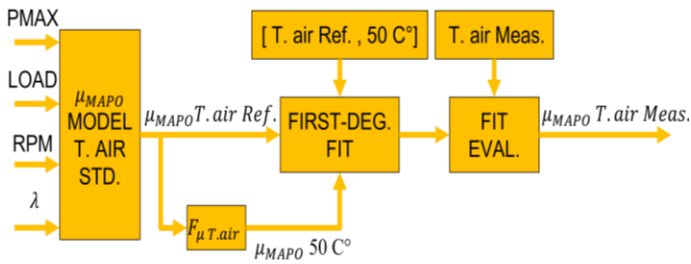 PMAX
LOAD
RPM
λ
μMAPO
MODEL
T. AIR
STD.
μMAPO T.air Ref.
[ T. air Ref. , 50 C°]
T. air Meas.
FIRST-DEG.
FIT
FIT
EVAL.
μMAPO T.air Meas.
Fμ T.air
μMAPO 50 C°